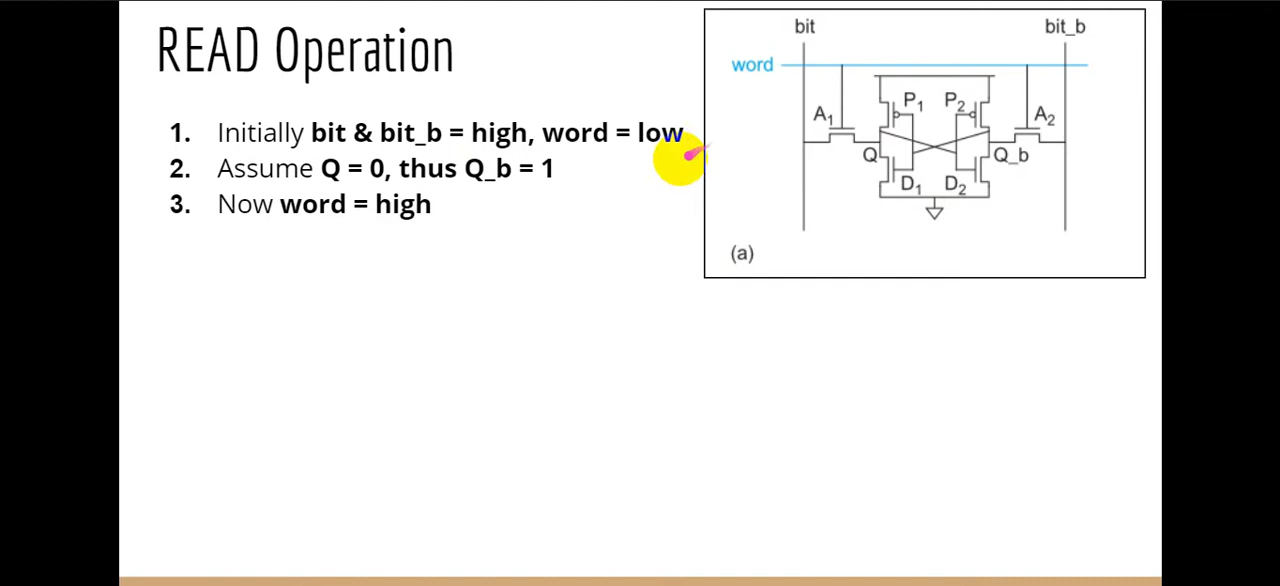 READ Operation
1. Initially bit & bit_b = high, word = low
2. Assume Q = 0, thus Q_b = 1
3. Now word = high
bit bit_b
word
P1 P2
A1 A2
Q Q_b
D1 D2
(a)